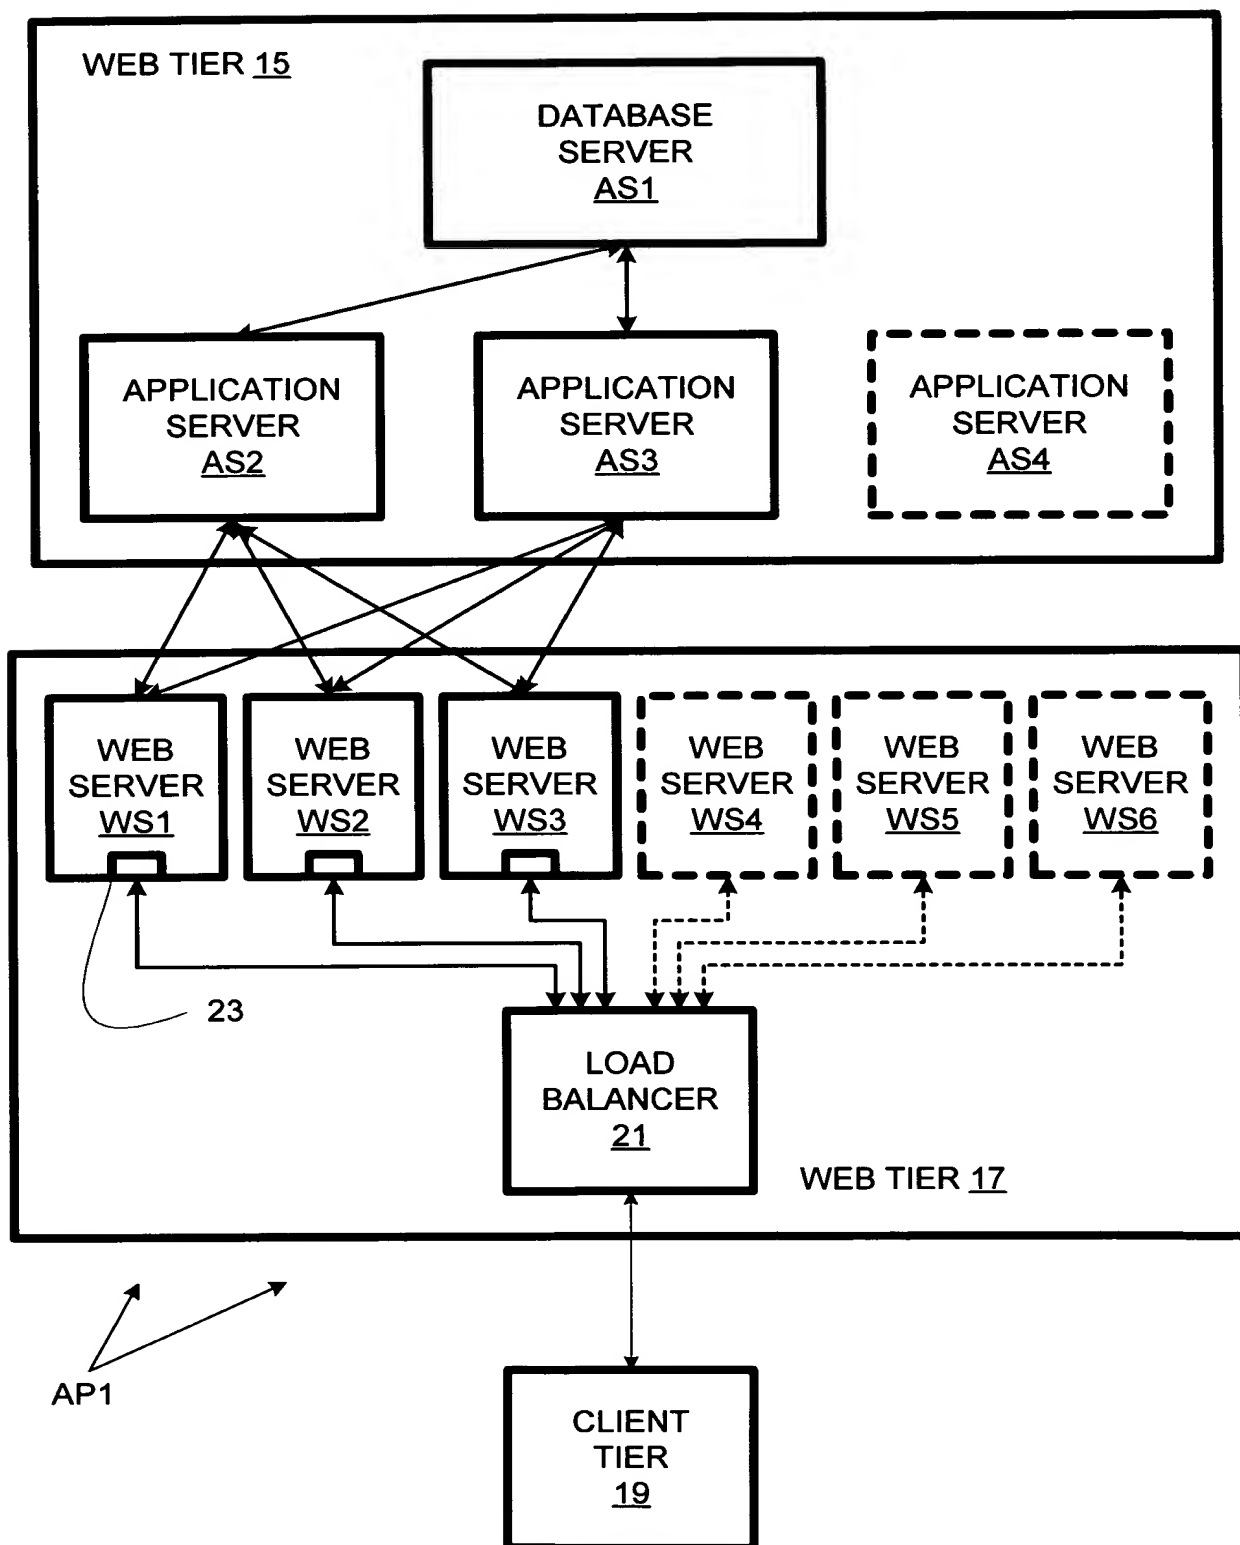 WEB TIER 15
DATABASE
SERVER
AS1
APPLICATION
SERVER
AS2
APPLICATION
SERVER
AS3
APPLICATION
SERVER
AS4
WEB
SERVER
WS1
WEB
SERVER
WS2
WEB
SERVER
WS3
WEB
SERVER
WS4
WEB
SERVER
WS5
WEB
SERVER
WS6
23
LOAD
BALANCER
21
WEB TIER 17
AP1
CLIENT
TIER
19